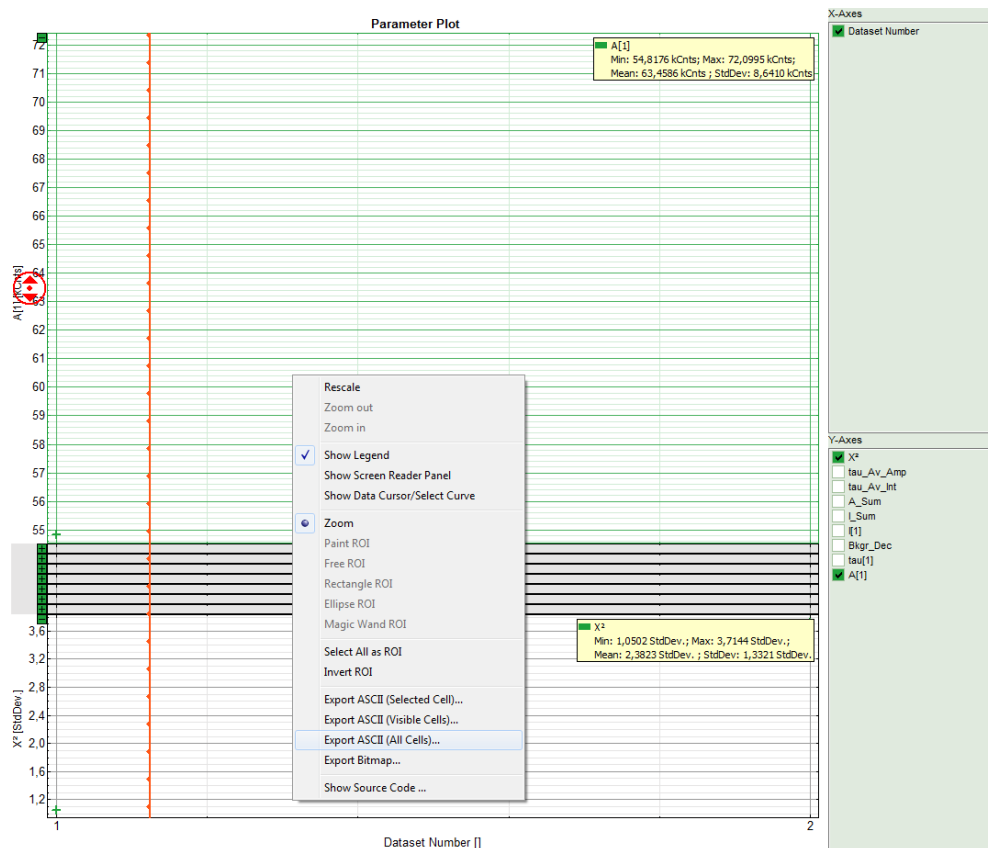 Parameter Plot
72
71
70
69
68
67
66
65
64
63
62
61
60
59
58
57
56
55
A[1] [kCnts]
A[1]
Min: 54,8176 kCnts; Max: 72,0995 kCnts;
Mean: 63,4586 kCnts ; StdDev: 8,6410 kCnts
Rescale
Zoom out
Zoom in
Show Legend
Show Screen Reader Panel
Show Data Cursor/Select Curve
Zoom
Paint ROI
Free ROI
Rectangle ROI
Ellipse ROI
Magic Wand ROI
Select All as ROI
Invert ROI
Export ASCII (Selected Cell)...
Export ASCII (Visible Cells)...
Export ASCII (All Cells)...
Export Bitmap...
Show Source Code ...
X²
Min: 1,0502 StdDev.; Max: 3,7144 StdDev.;
Mean: 2,3823 StdDev. ; StdDev: 1,3321 StdDev.
3,6
3,2
2,8
2,4
2,0
1,6
1,2
X² [StdDev.]
1
2
Dataset Number []
X-Axes
Dataset Number
Y-Axes
X²
tau_Av_Amp
tau_Av_Int
A_Sum
I_Sum
I[1]
Bkgr_Dec
tau[1]
A[1]